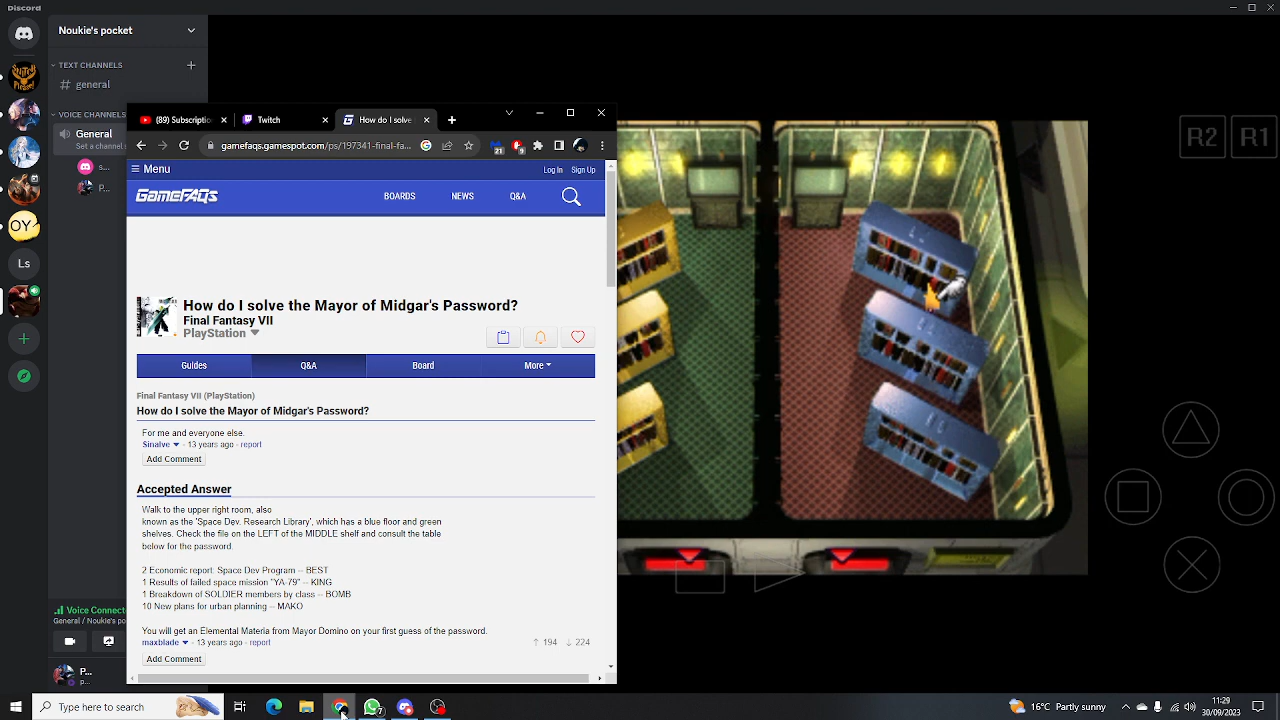 Discord
Noukie's pocket
TEXT CHANNELS
# general
VOICE CHANNELS
General
S...
P...
OY
Ls
Voice Connecte
General / Noukie's po
P...
(89) Subscriptio
Twitch
How do I solve
gamefaqs.gamespot.com/ps/197341-final-fa...
21
9
Menu
Log In
Sign Up
GameFAQs
BOARDS
NEWS
Q&A
How do I solve the Mayor of Midgar's Password?
Final Fantasy VII
PlayStation
Guides
Q&A
Board
More
Final Fantasy VII (PlayStation)
How do I solve the Mayor of Midgar's Password?
For me and everyone else.
Sinalve - 13 years ago - report
Add Comment
Accepted Answer
Walk to the upper right room, also
known as the 'Space Dev. Research Library', which has a blue floor and green
shelves. Check the file on the LEFT of the MIDDLE shelf and consult the table
below for the password.
2 Economic report: Space Dev Program -- BEST
1 Results of failed space mission "YA-79" -- KING
1 Breakdown of SOLDIER members by class -- BOMB
10 New plans for urban planning -- MAKO
You will get an Elemental Materia from Mayor Domino on your first guess of the password.
maxblade - 13 years ago - report
↑ 194 ↓ 224
Add Comment
R2
R1
Type here to search
7
16°C Partly sunny
11:29
30/09/2023